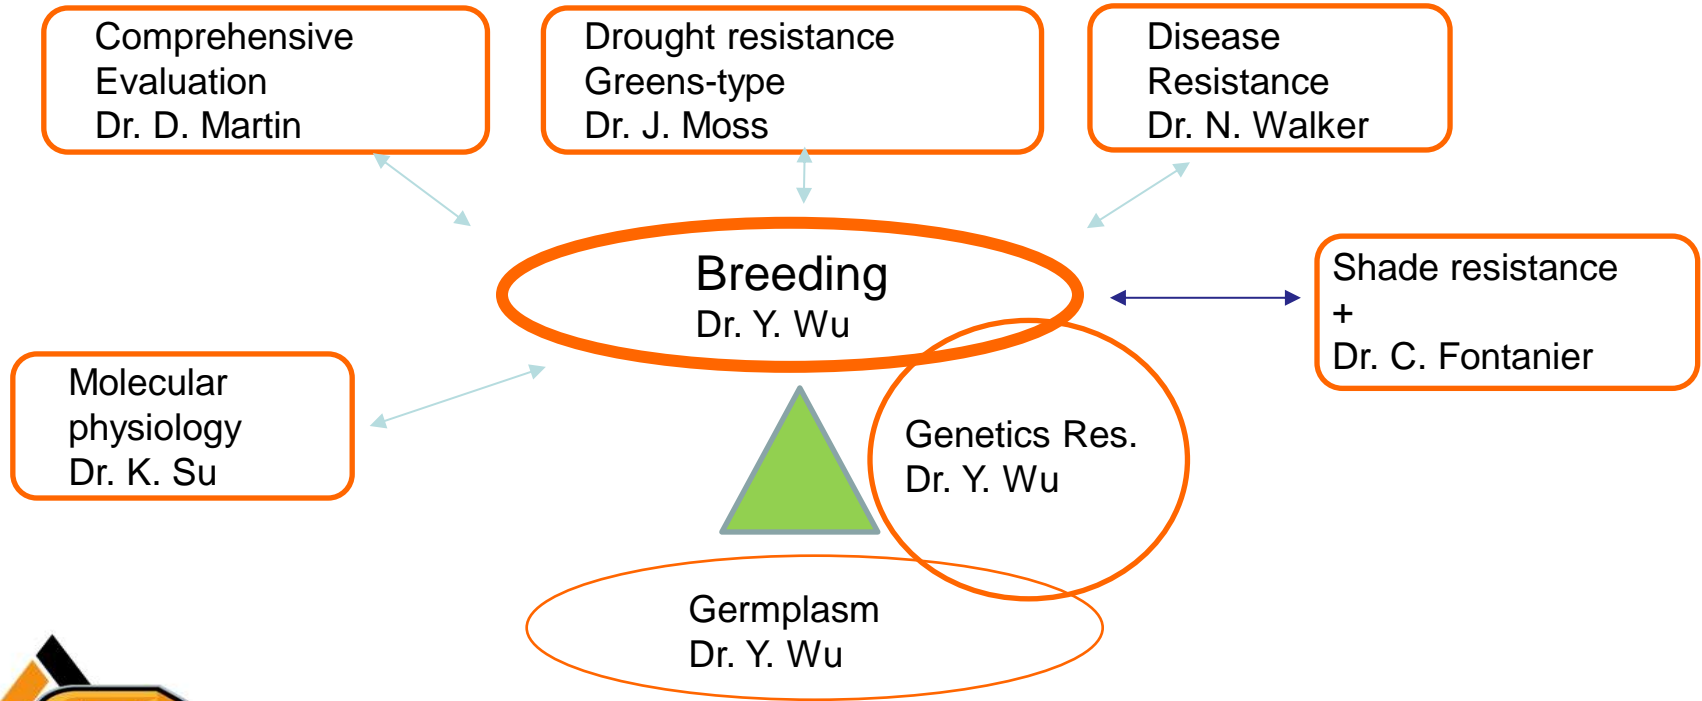 Comprehensive
Evaluation
Dr. D. Martin
Drought resistance
Greens-type
Dr. J. Moss
Disease
Resistance
Dr. N. Walker
Breeding
Dr. Y. Wu
Shade resistance
+
Dr. C. Fontanier
Molecular
physiology
Dr. K. Su
Genetics Res.
Dr. Y. Wu
Germplasm
Dr. Y. Wu